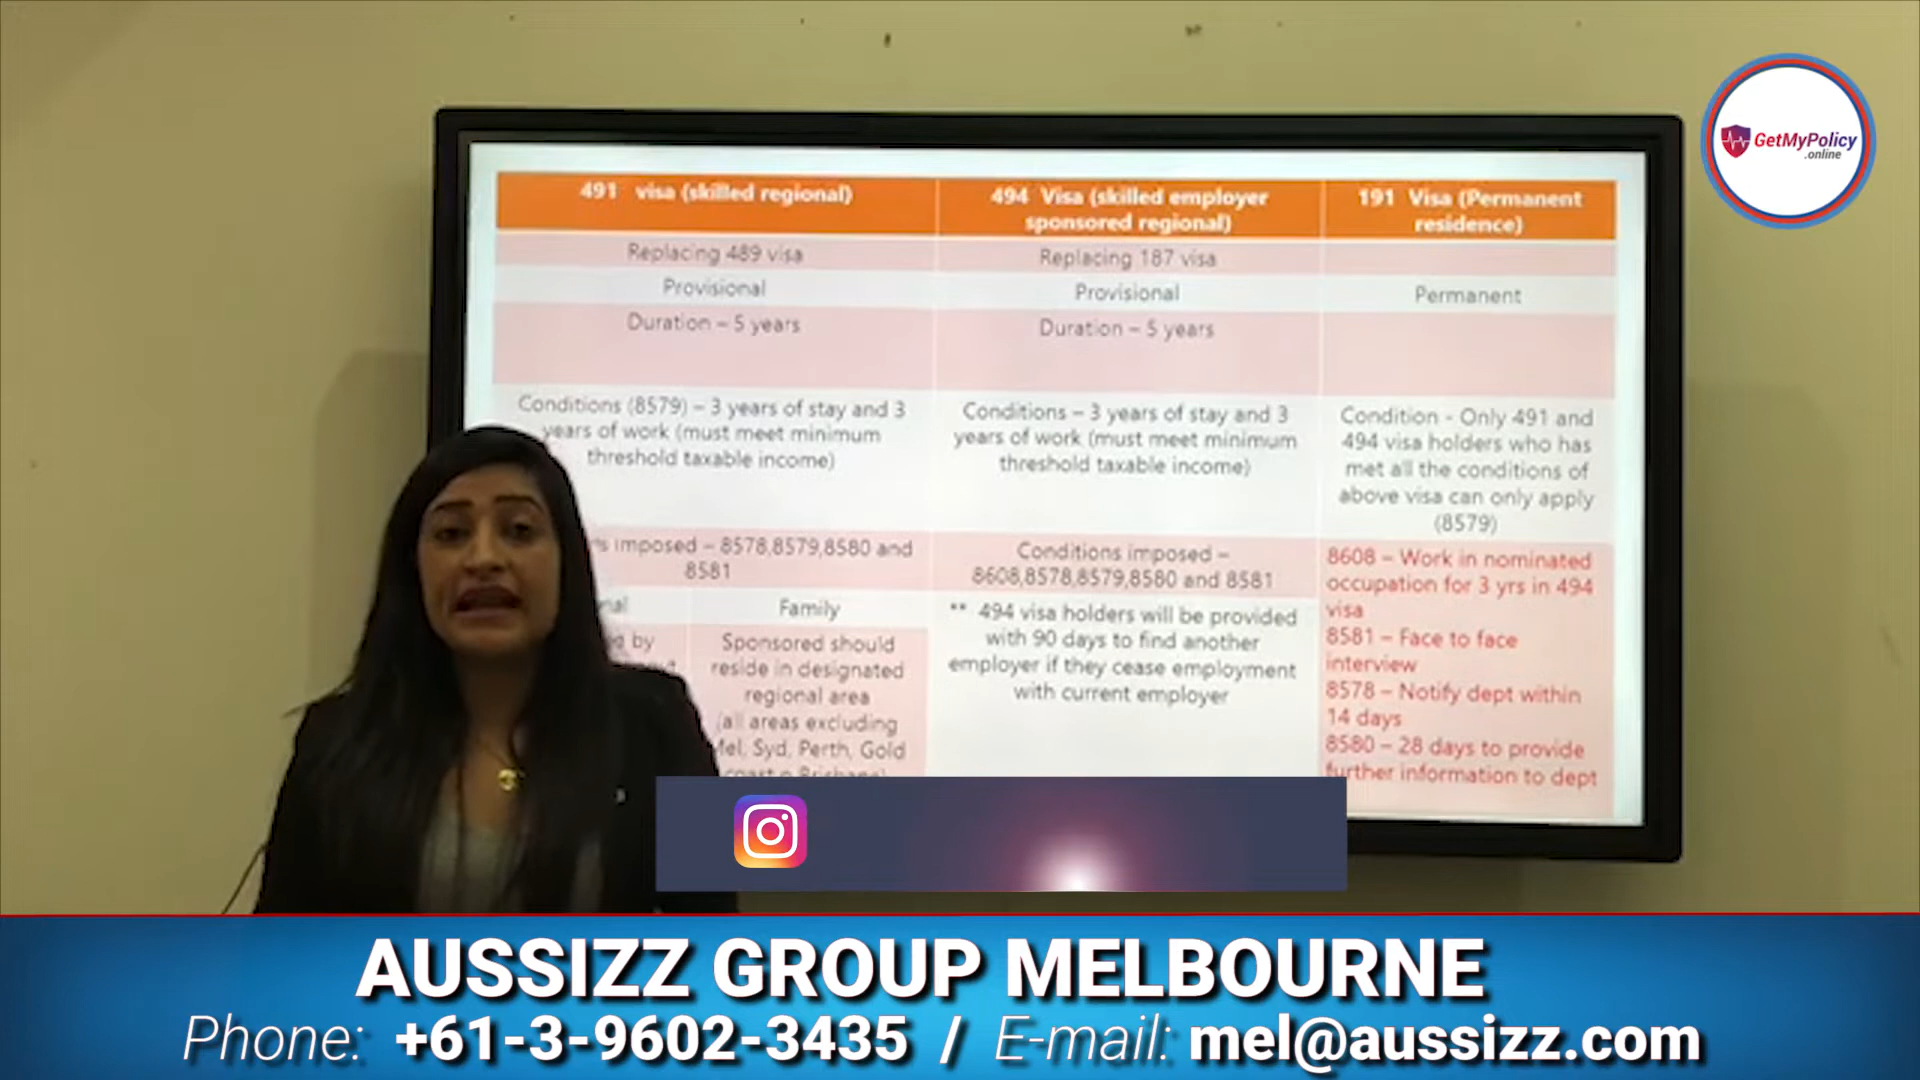 GetMyPolicy
.online
491 visa (skilled regional)
494 Visa (skilled employer
sponsored regional)
191 Visa (Permanent
residence)
Replacing 489 visa
Replacing 187 visa
Provisional
Provisional
Permanent
Duration – 5 years
Duration – 5 years
Conditions (8579) – 3 years of stay and 3
years of work (must meet minimum
threshold taxable income)
Conditions – 3 years of stay and 3
years of work (must meet minimum
threshold taxable income)
Condition - Only 491 and
494 visa holders who has
met all the conditions of
above visa can only apply
(8579)
imposed – 8578,8579,8580 and
8581
Conditions imposed –
8608,8578,8579,8580 and 8581
8608 – Work in nominated
occupation for 3 yrs in 494
visa
8581 – Face to face
interview
8578 – Notify dept within
14 days
8580 – 28 days to provide
further information to dept
Family
by
Sponsored should
reside in designated
regional area
(all areas excluding
Mel, Syd, Perth, Gold
** 494 visa holders will be provided
with 90 days to find another
employer if they cease employment
with current employer
AUSSIZZ GROUP MELBOURNE
Phone: +61-3-9602-3435 / E-mail: mel@aussizz.com